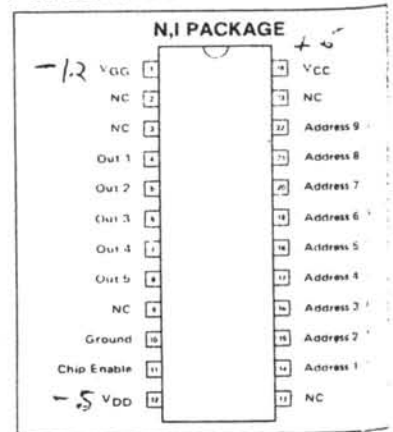 N,I PACKAGE
-12 VGG 1
+5
VCC
NC 2
NC
NC 3
22 Address 9
Out 1 4
21 Address 8
Out 2 5
20 Address 7
Out 3 6
19 Address 6
Out 4 7
18 Address 5
Out 5 8
17 Address 4
NC 9
16 Address 3
Ground 10
15 Address 2
Chip Enable 11
14 Address 1
-5 VDD 12
13 NC